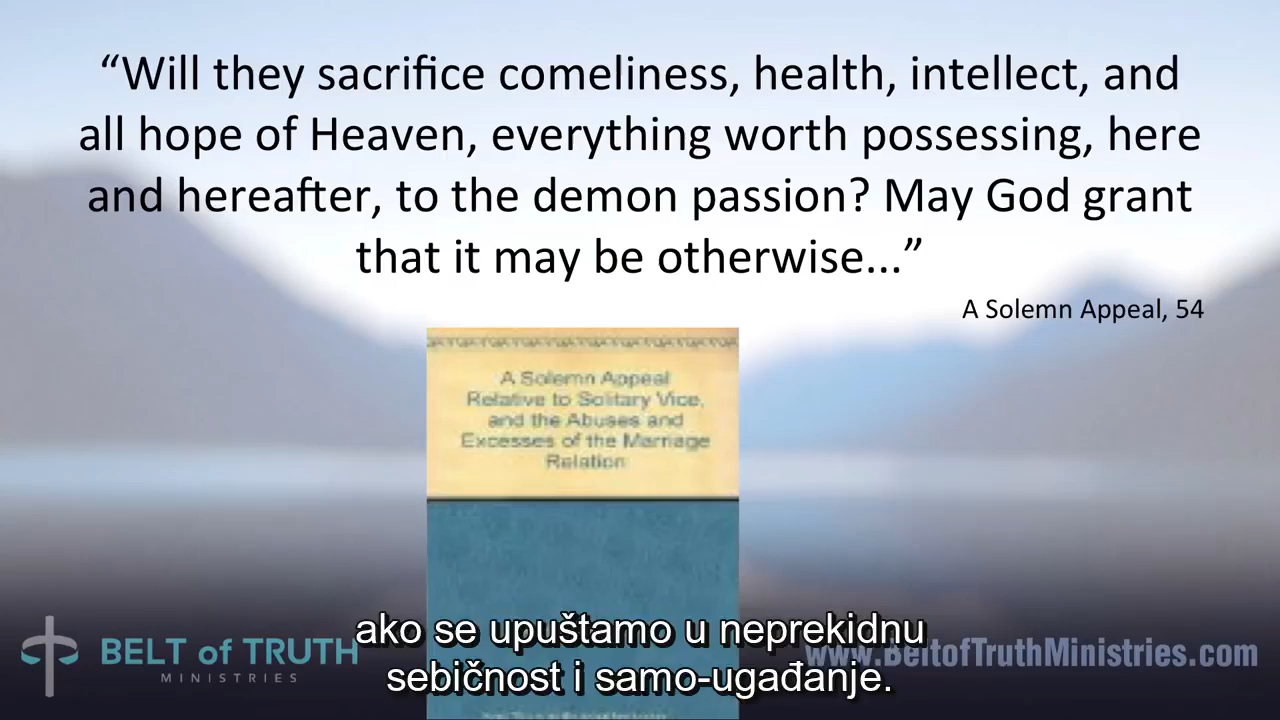 “Will they sacrifice comeliness, health, intellect, and
all hope of Heaven, everything worth possessing, here
and hereafter, to the demon passion? May God grant
that it may be otherwise...”
A Solemn Appeal, 54
A Solemn Appeal
Relative to Solitary Vice,
and the Abuses and
Excesses of the Marriage
Relation
BELT of TRUTH
MINISTRIES
www.BeltofTruthMinistries.com
ako se upuštamo u neprekidnu
sebičnost i samo-ugađanje.